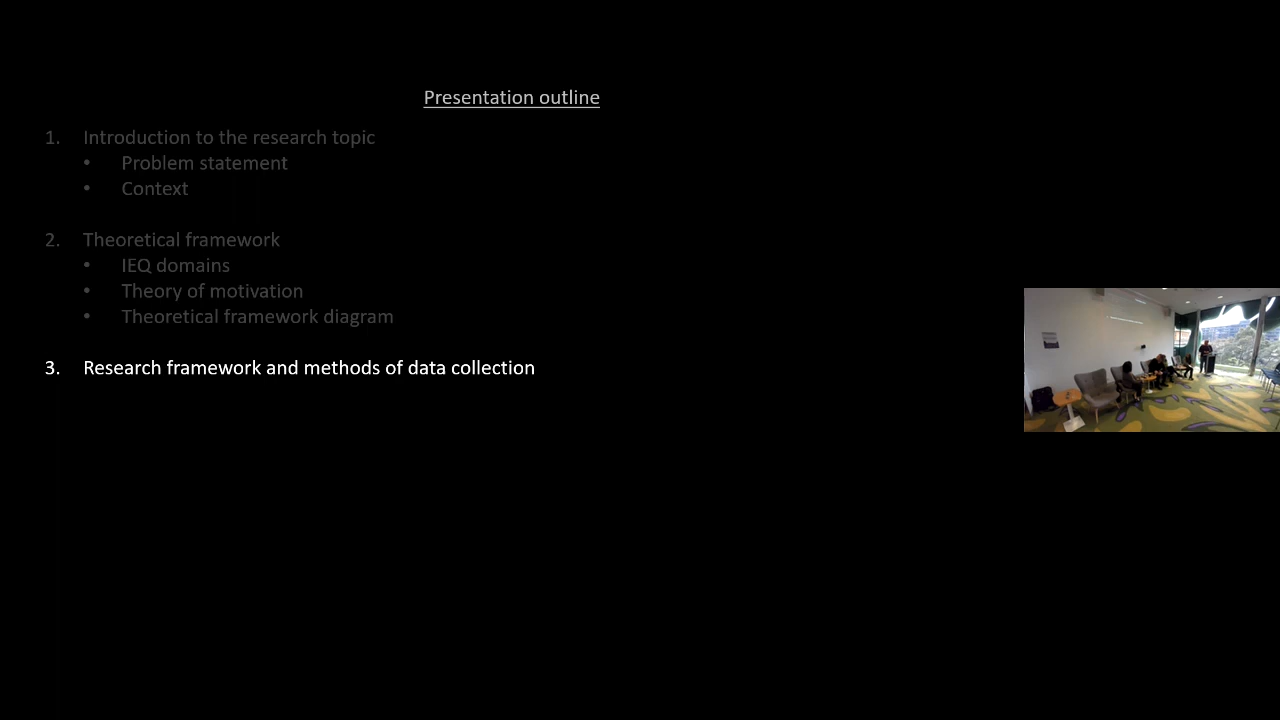 Presentation outline
1. Introduction to the research topic
• Problem statement
• Context
2. Theoretical framework
• IEQ domains
• Theory of motivation
• Theoretical framework diagram
3. Research framework and methods of data collection